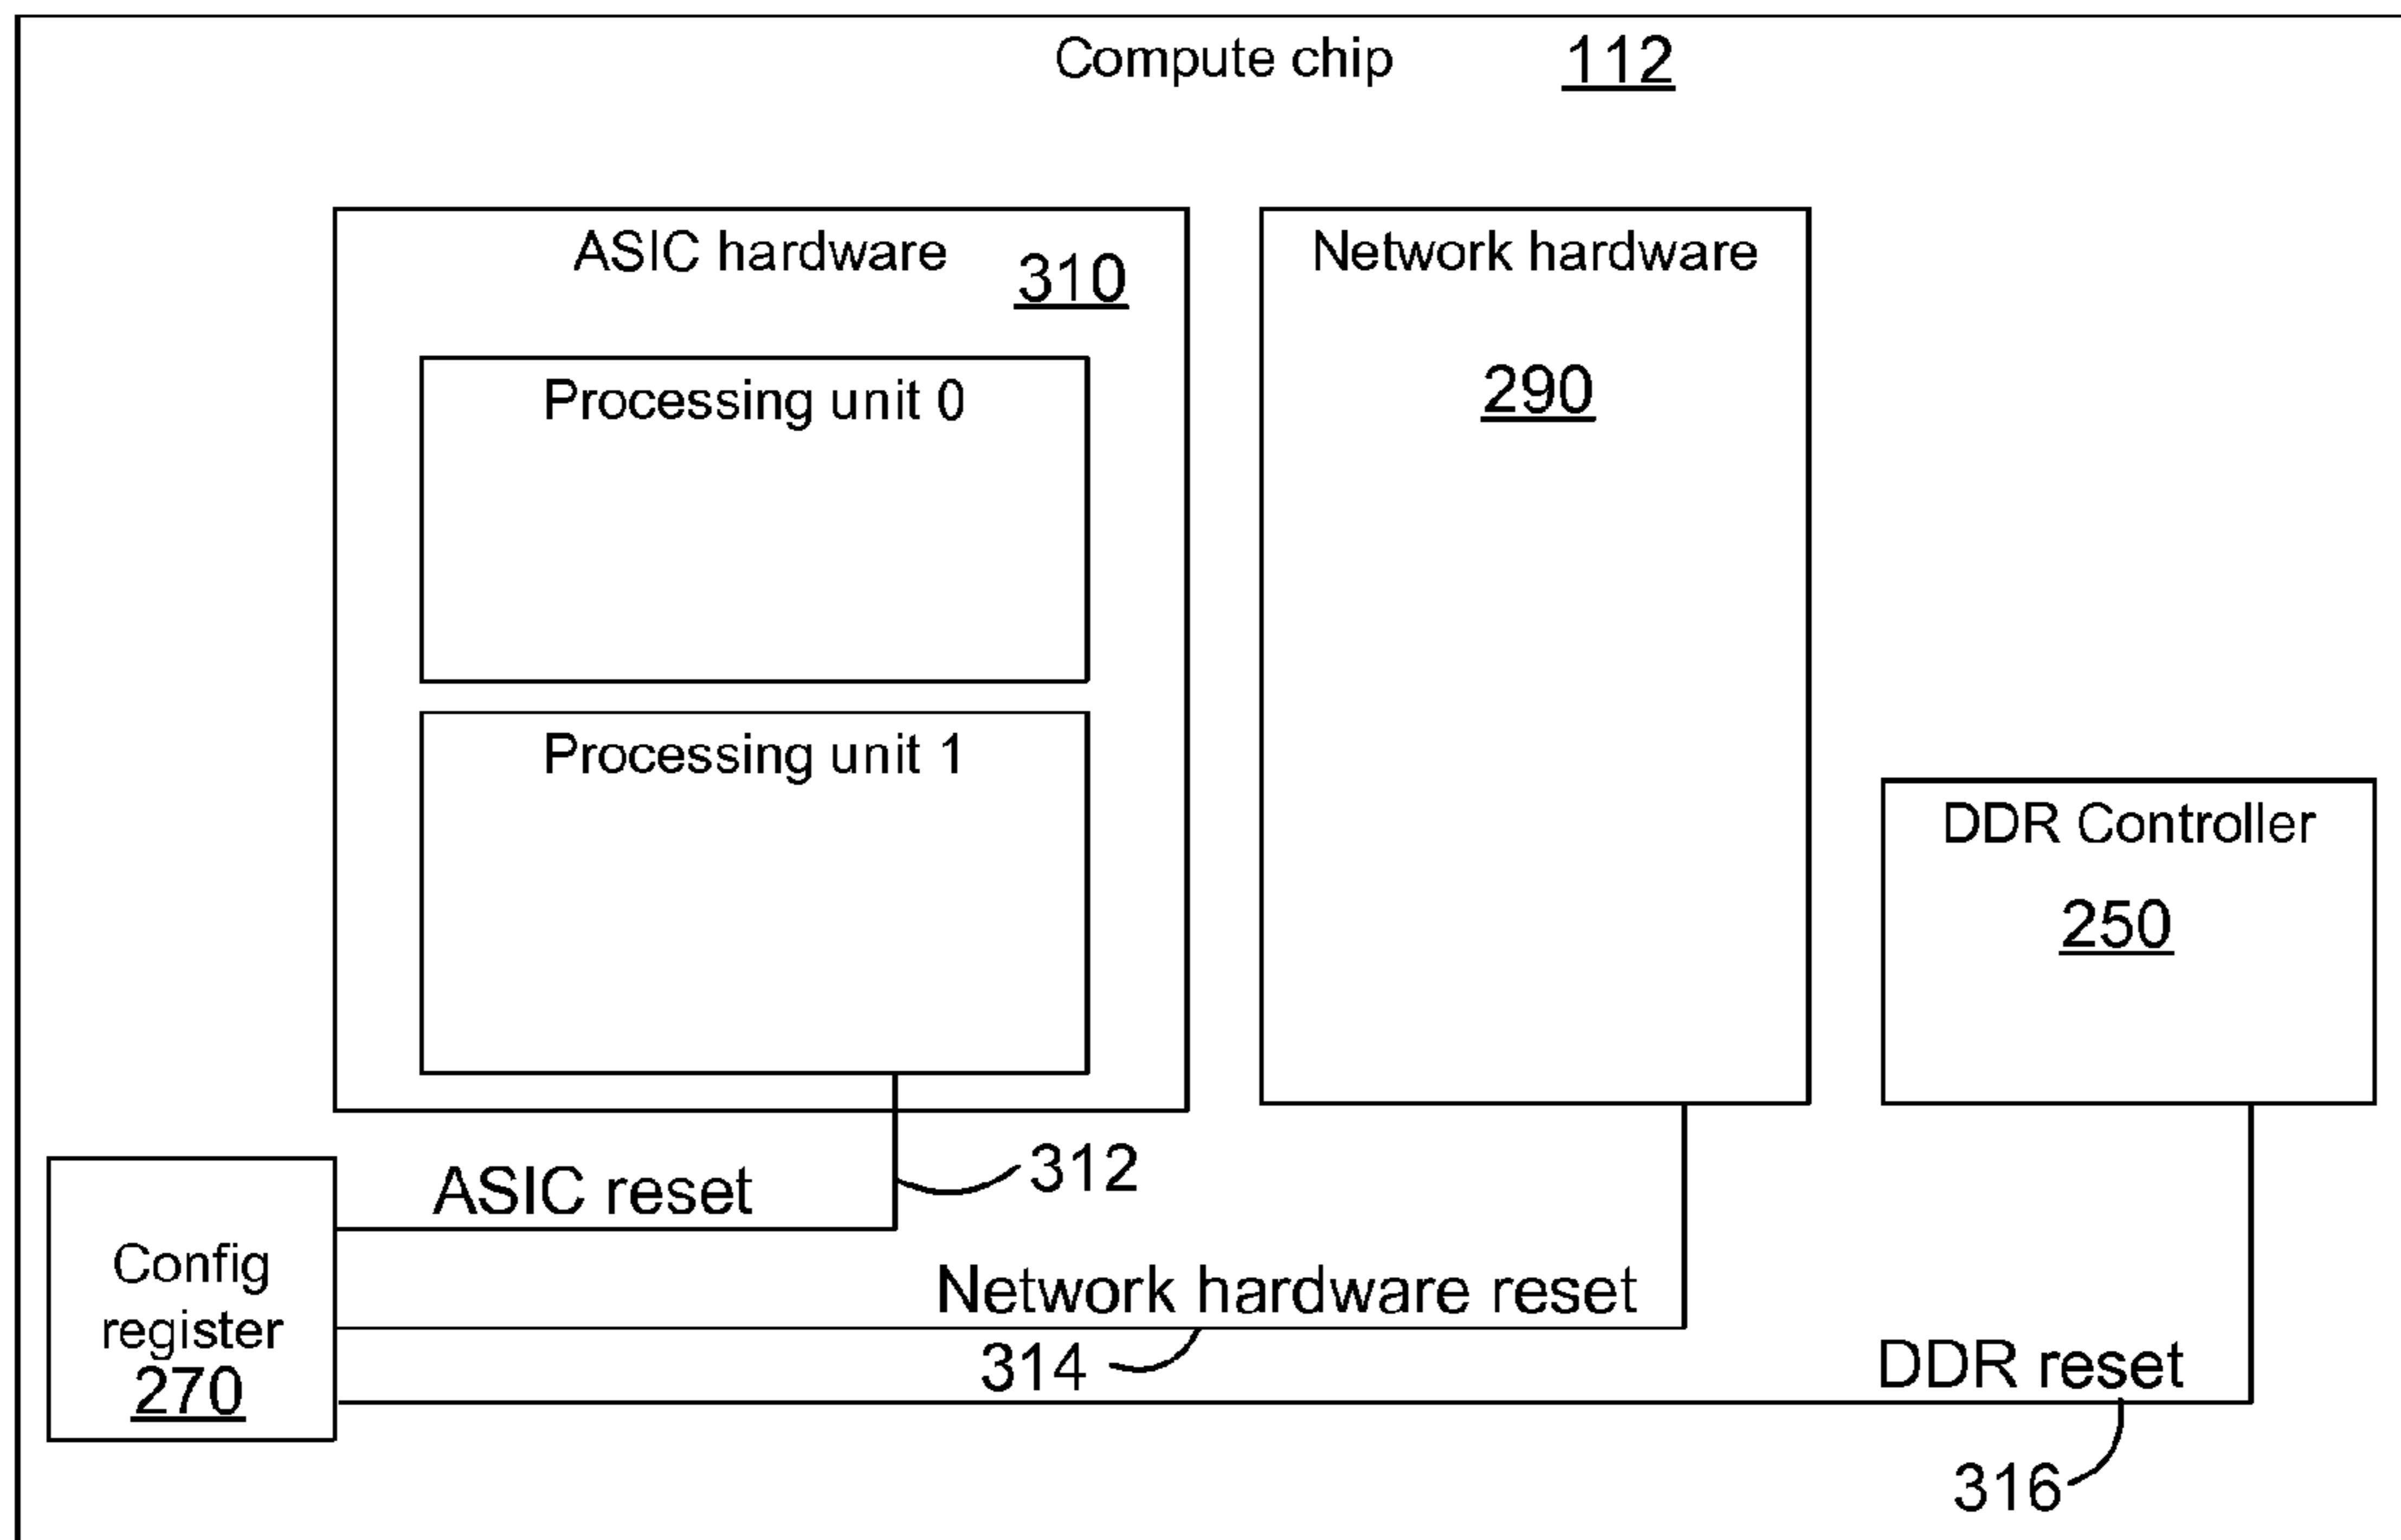 Compute chip 112
ASIC hardware 310
Processing unit 0
Processing unit 1
Network hardware
290
DDR Controller
250
ASIC reset
312
Config
register
270
Network hardware reset
314
DDR reset
316